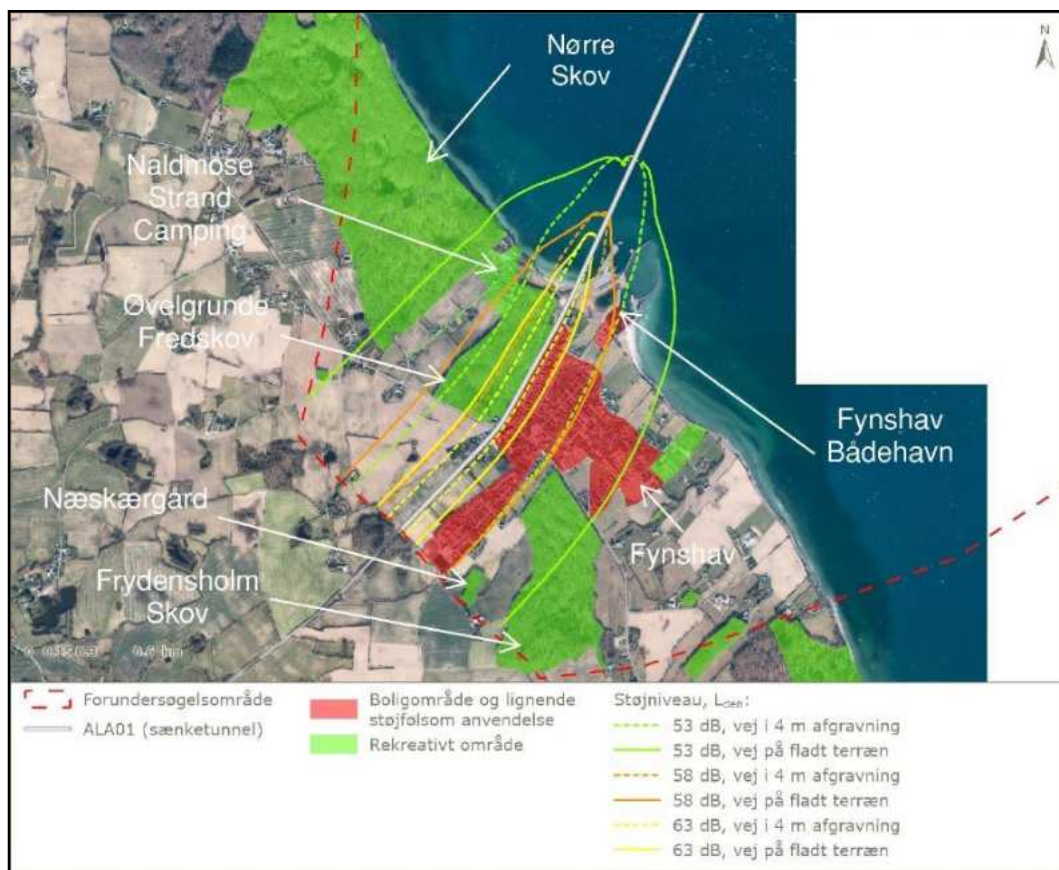 N
Nørre
Skov
Naldmose
Strand
Camping
Øvelgrunde
Fredskov
Fynshav
Bådehavn
Næskærgård
Fynshav
Frydensholm
Skov
Forundersøgelsområde
ALA01 (sænketunnel)
Boligområde og lignende
støjfølsom anvendelse
Rekreativt område
Støjniveau, Lden:
53 dB, vej i 4 m afgravning
53 dB, vej på fladt terræn
58 dB, vej i 4 m afgravning
58 dB, vej på fladt terræn
63 dB, vej i 4 m afgravning
63 dB, vej på fladt terræn